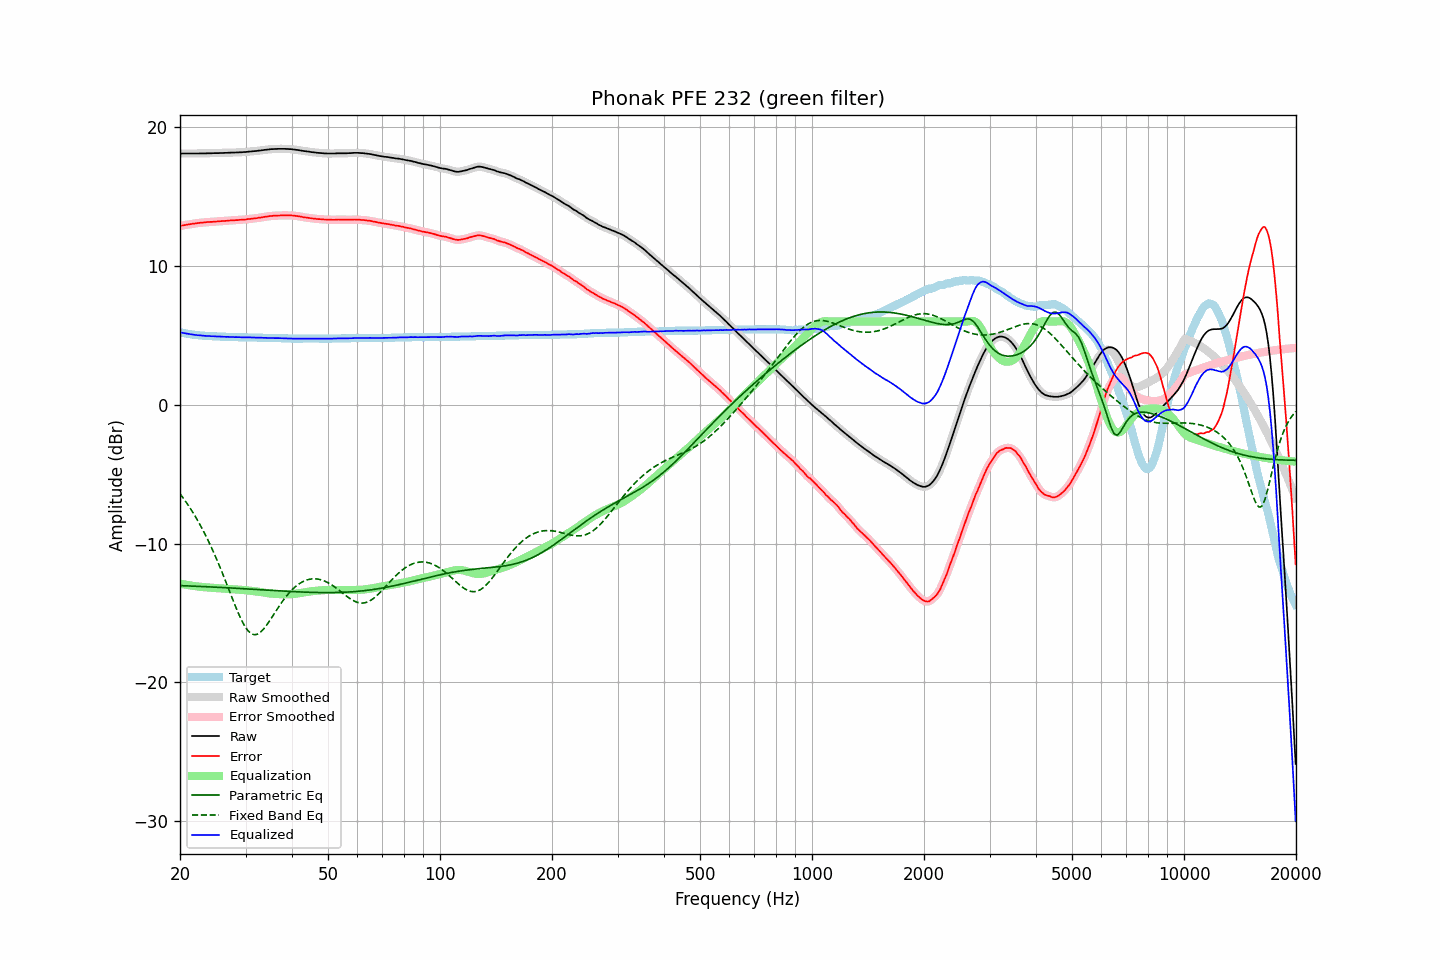 Phonak PFE 232 (green filter)
Amplitude (dBr)
20
10
0
−10
−20
−30
Target
Raw Smoothed
Error Smoothed
Raw
Error
Equalization
Parametric Eq
Fixed Band Eq
Equalized
20 50 100 200 500 1000 2000 5000 10000 20000
Frequency (Hz)